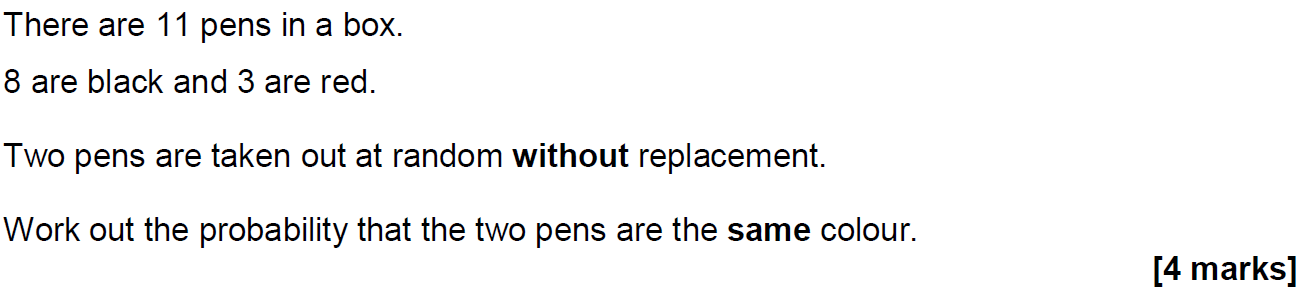 There are 11 pens in a box.
8 are black and 3 are red.
Two pens are taken out at random without replacement.
Work out the probability that the two pens are the same colour.
[4 marks]